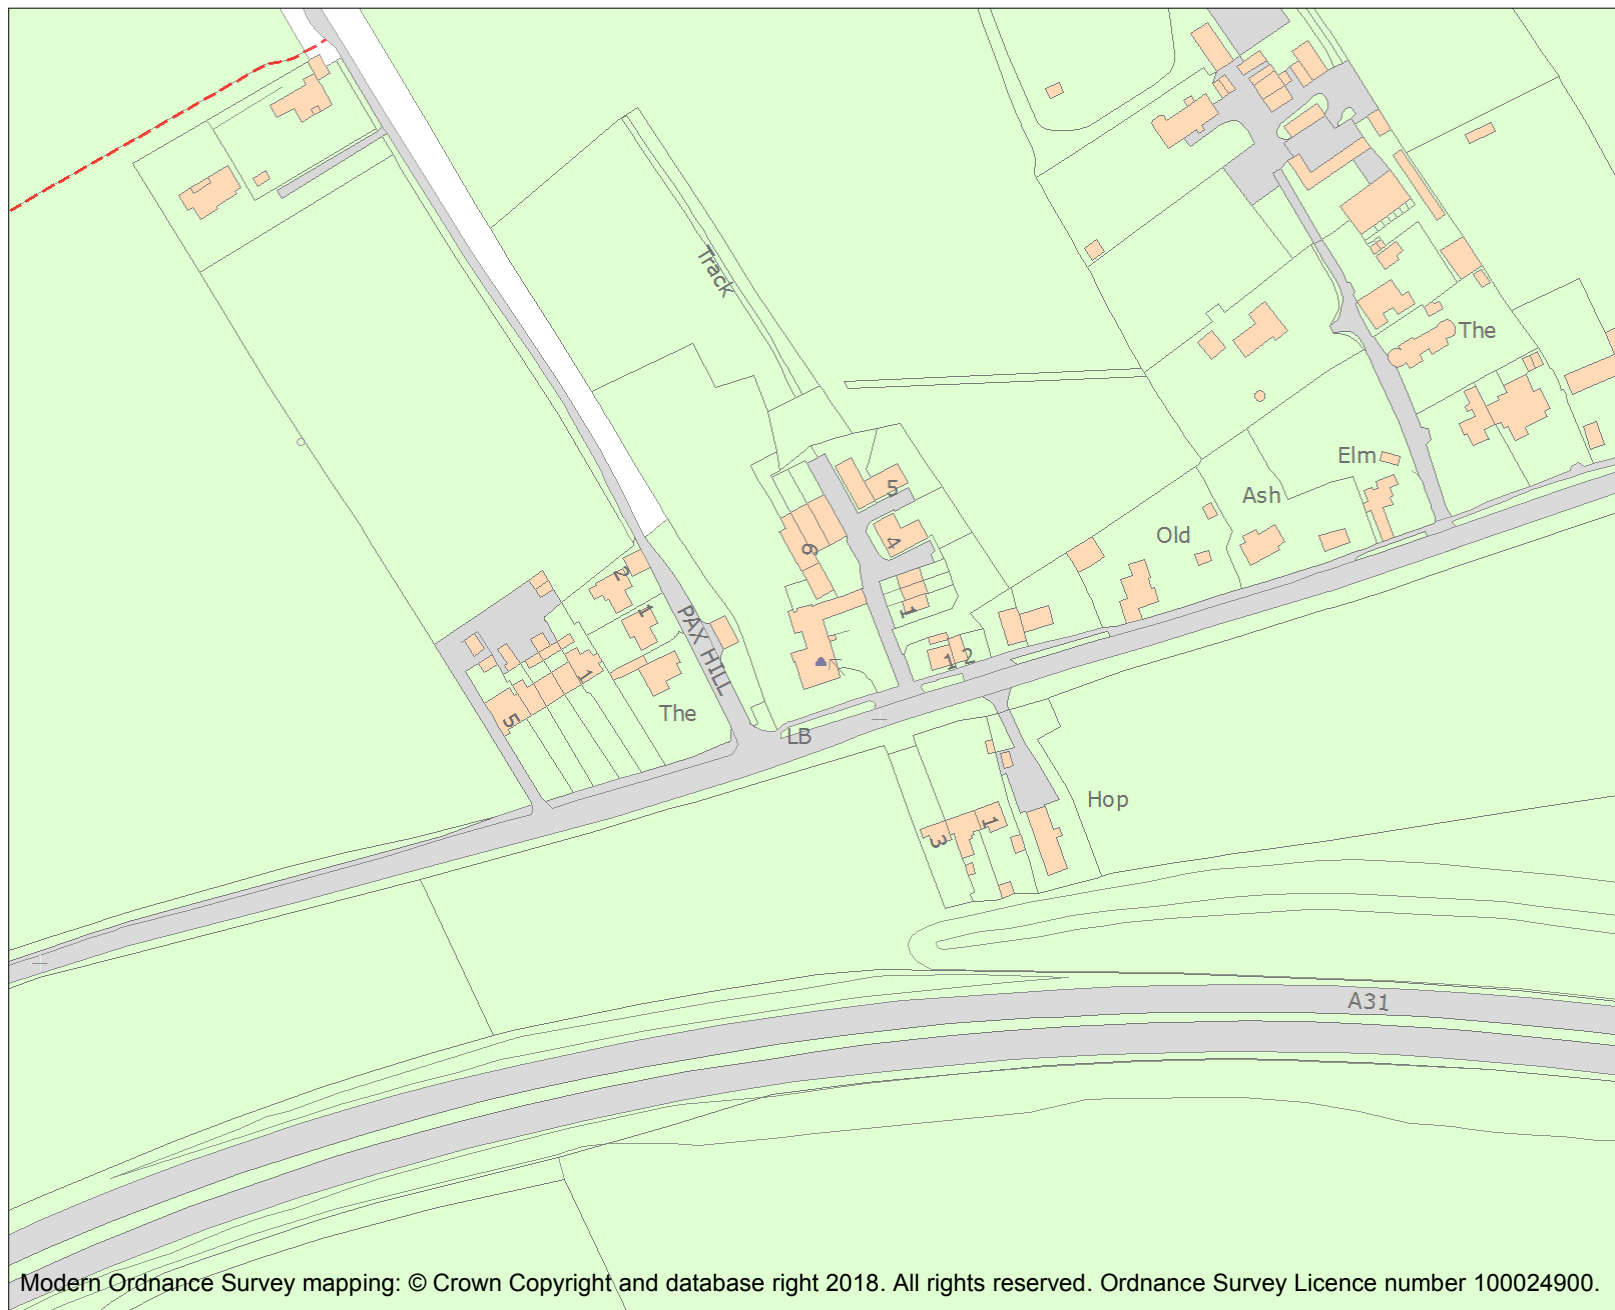 Track
The
Elm
5
Ash
Old
4
6
2
1
1
PAX HILL
1 2
1
The
5
LB
Hop
1
3
A31
Modern Ordnance Survey mapping: © Crown Copyright and database right 2018. All rights reserved. Ordnance Survey Licence number 100024900.